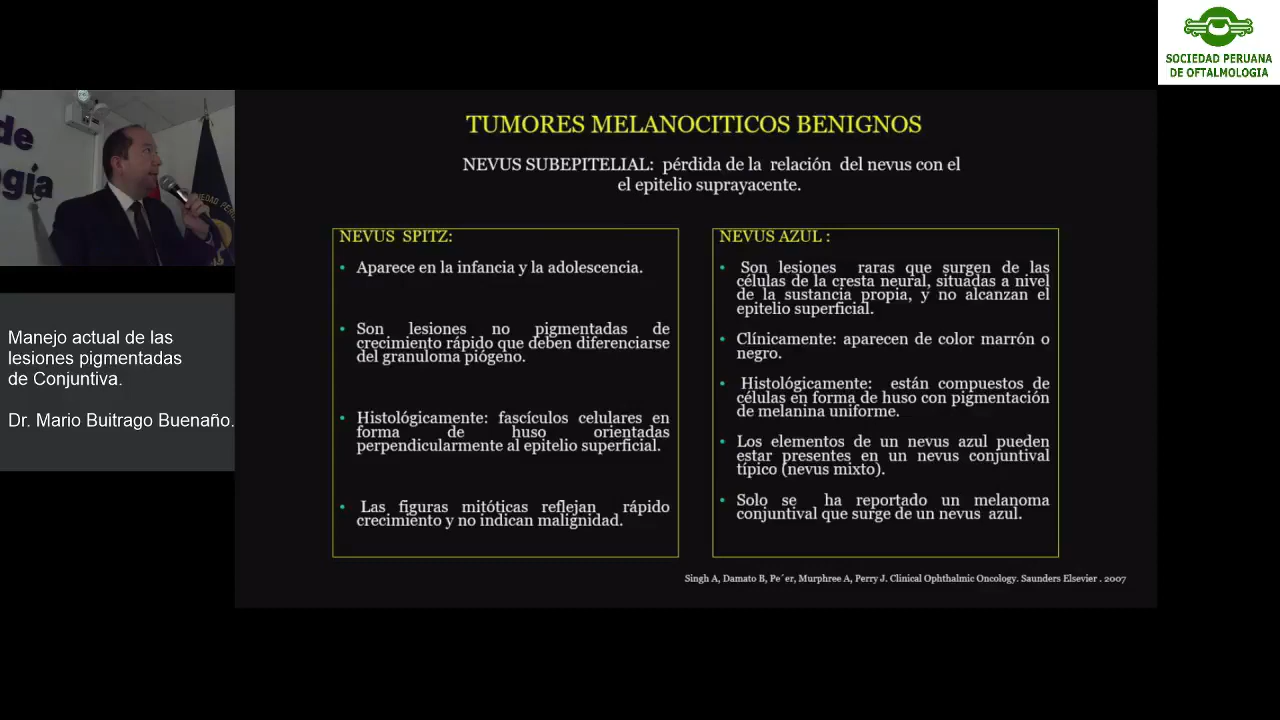 SOCIEDAD PERUANA
DE OFTALMOLOGIA
de
gía
TUMORES MELANOCITICOS BENIGNOS
NEVUS SUBEPITELIAL: pérdida de la relación del nevus con el
el epitelio suprayacente.
NEVUS SPITZ:
• Aparece en la infancia y la adolescencia.
• Son lesiones no pigmentadas de
crecimiento rápido que deben diferenciarse
del granuloma piógeno.
• Histológicamente: fascículos celulares en
forma de huso orientadas
perpendicularmente al epitelio superficial.
• Las figuras mitóticas reflejan rápido
crecimiento y no indican malignidad.
NEVUS AZUL :
• Son lesiones raras que surgen de las
células de la cresta neural, situadas a nivel
de la sustancia propia, y no alcanzan el
epitelio superficial.
• Clínicamente: aparecen de color marrón o
negro.
• Histológicamente: están compuestos de
células en forma de huso con pigmentación
de melanina uniforme.
• Los elementos de un nevus azul pueden
estar presentes en un nevus conjuntival
típico (nevus mixto).
• Solo se ha reportado un melanoma
conjuntival que surge de un nevus azul.
Singh A, Damato B, Pe´er, Murphree A, Perry J. Clinical Ophthalmic Oncology. Saunders Elsevier . 2007
Manejo actual de las
lesiones pigmentadas
de Conjuntiva.
Dr. Mario Buitrago Buenaño.